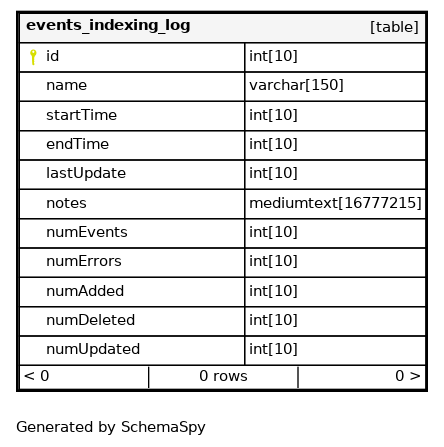 events_indexing_log [table]
id int[10]
name varchar[150]
startTime int[10]
endTime int[10]
lastUpdate int[10]
notes mediumtext[16777215]
numEvents int[10]
numErrors int[10]
numAdded int[10]
numDeleted int[10]
numUpdated int[10]
< 0 0 rows 0 >
Generated by SchemaSpy